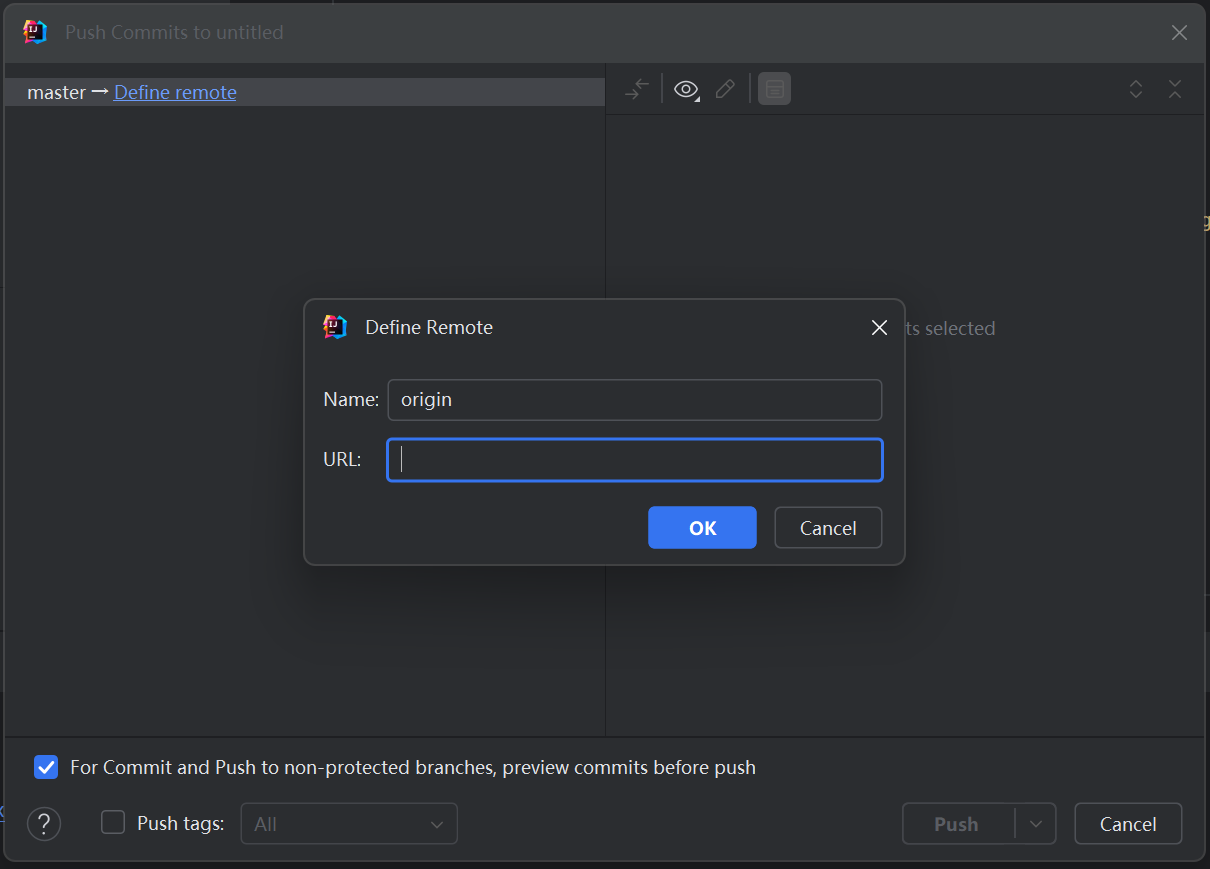 Push Commits to untitled
master → Define remote
ts selected
Define Remote
Name: origin
URL:
OK Cancel
For Commit and Push to non-protected branches, preview commits before push
? Push tags: All Push Cancel